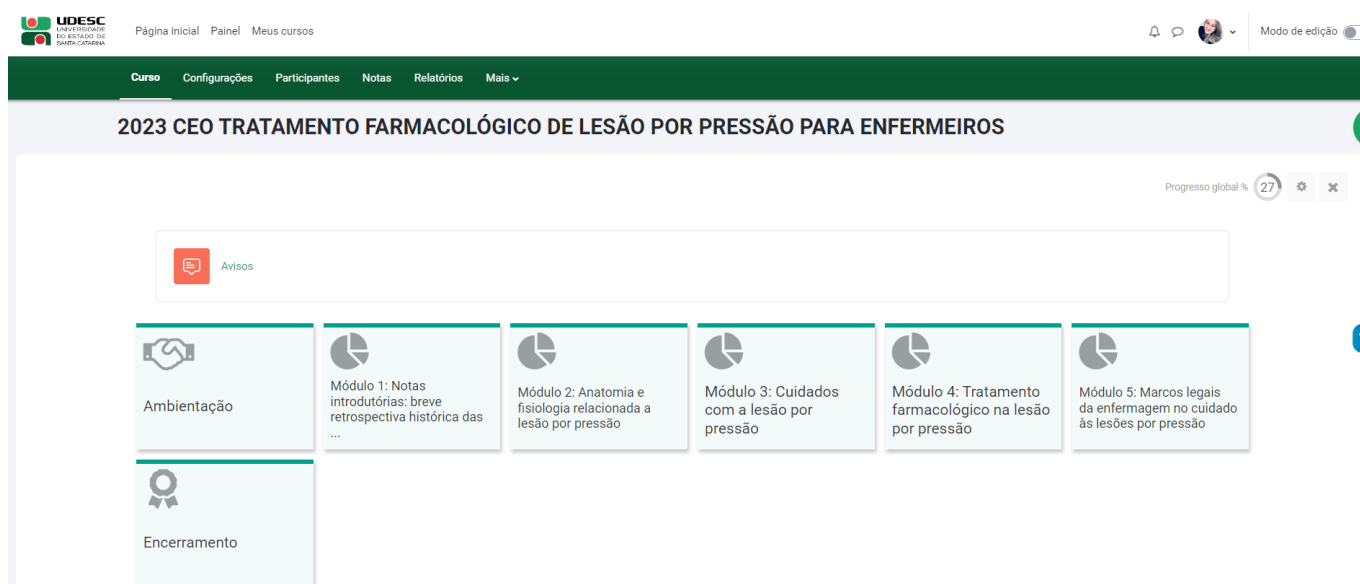 UDESC
UNIVERSIDADE
DO ESTADO DE
SANTA CATARINA
Página inicial Painel Meus cursos
Modo de edição
Curso Configurações Participantes Notas Relatórios Mais
2023 CEO TRATAMENTO FARMACOLÓGICO DE LESÃO POR PRESSÃO PARA ENFERMEIROS
Progresso global % 27
Avisos
Ambientação
Módulo 1: Notas
introdutórias: breve
retrospectiva histórica das
...
Módulo 2: Anatomia e
fisiologia relacionada a
lesão por pressão
Módulo 3: Cuidados
com a lesão por
pressão
Módulo 4: Tratamento
farmacológico na lesão
por pressão
Módulo 5: Marcos legais
da enfermagem no cuidado
às lesões por pressão
Encerramento